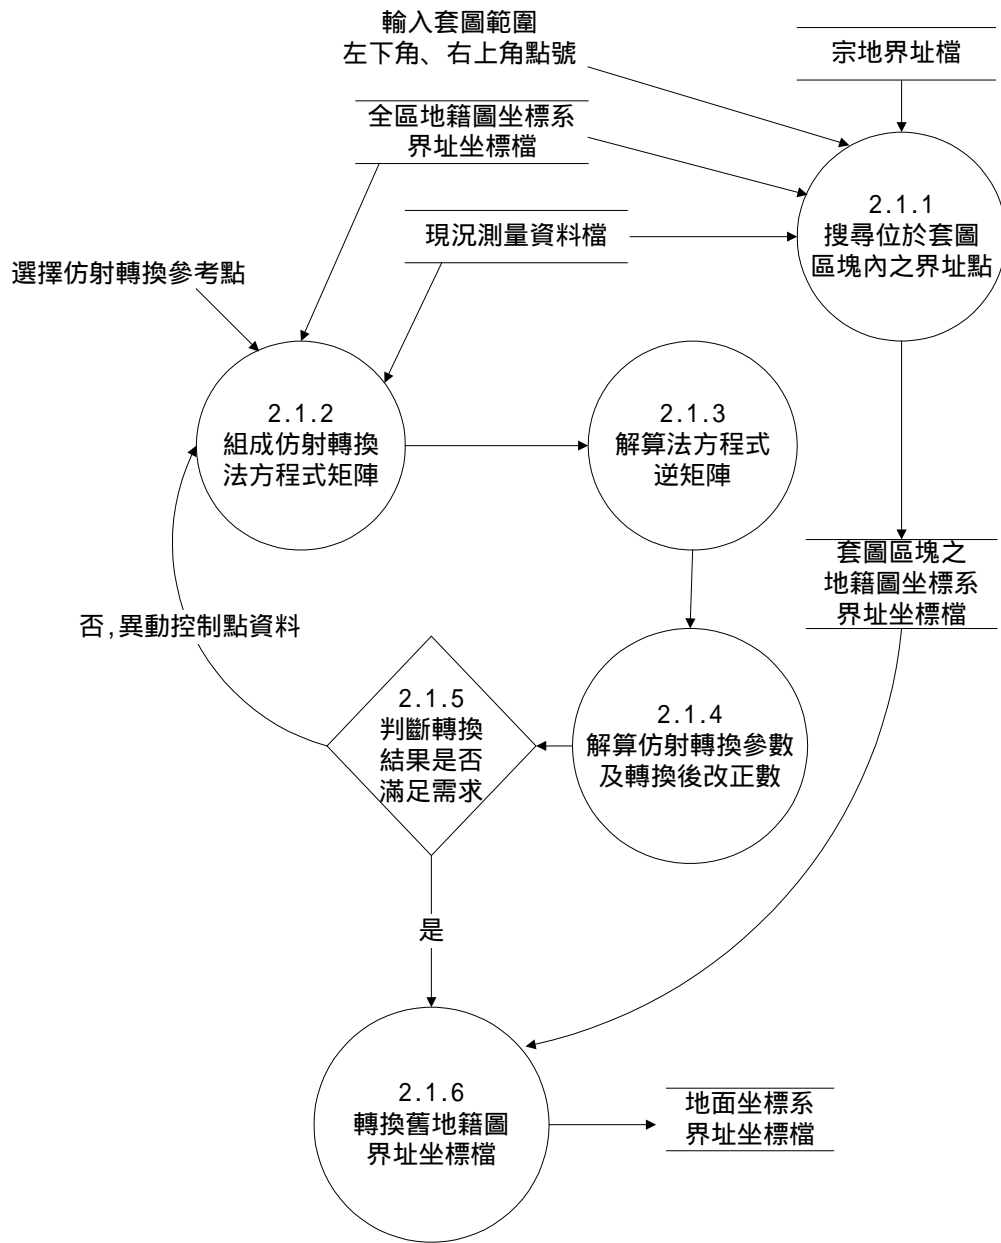 輸入套圖範圍
左下角、右上角點號
宗地界址檔
全區地籍圖坐標系
界址坐標檔
現況測量資料檔
2.1.1
搜尋位於套圖
區塊內之界址點
選擇仿射轉換參考點
2.1.2
組成仿射轉換
法方程式矩陣
2.1.3
解算法方程式
逆矩陣
套圖區塊之
地籍圖坐標系
界址坐標檔
否,異動控制點資料
2.1.5
判斷轉換
結果是否
滿足需求
2.1.4
解算仿射轉換參數
及轉換後改正數
是
2.1.6
轉換舊地籍圖
界址坐標檔
地面坐標系
界址坐標檔